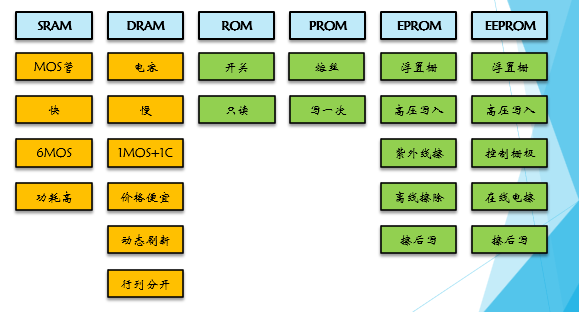 SRAM DRAM ROM PROM EPROM EEPROM
MOS管 电容 开关 熔丝 浮置栅 浮置栅
快 慢 只读 写一次 高压写入 高压写入
6MOS 1MOS+1C 紫外线擦 控制栅极
功耗高 价格便宜 离线擦除 在线电擦
动态刷新 擦后写 擦后写
行列分开